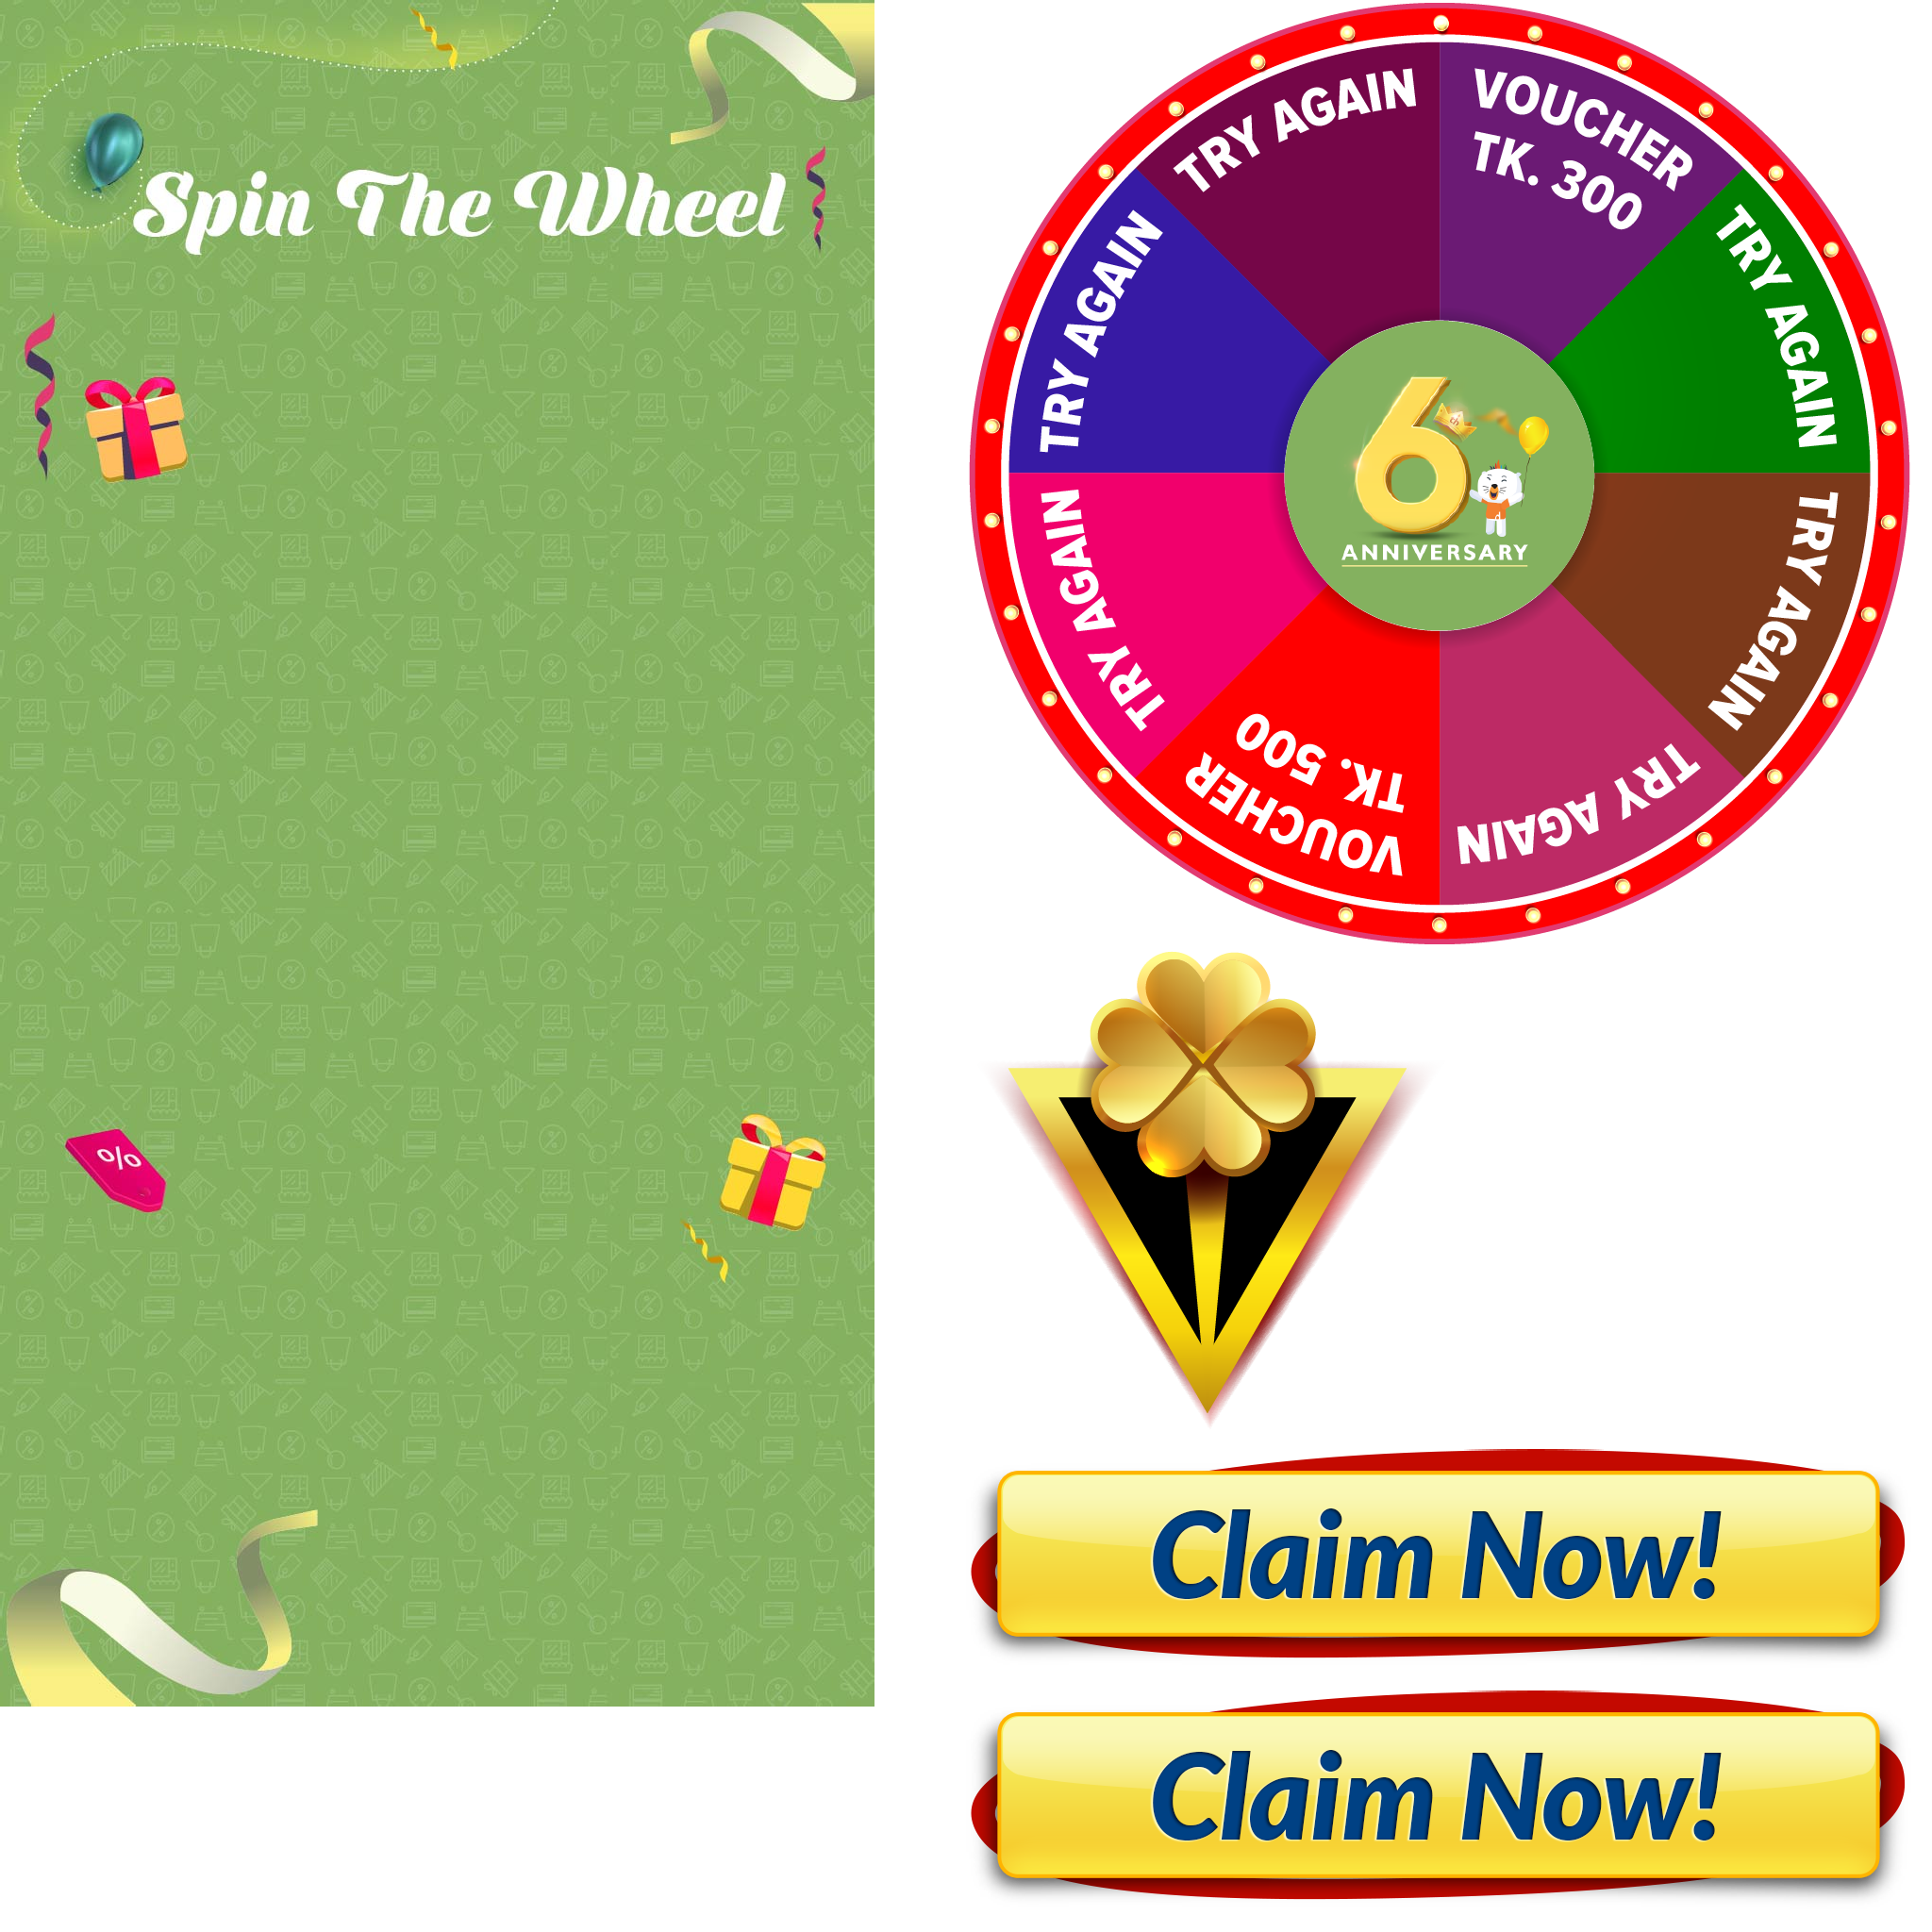 Spin The Wheel
%
%
TRY AGAIN
VOUCHER
TK. 300
TRY AGAIN
TRY AGAIN
TRY AGAIN
VOUCHER
TK. 500
TRY AGAIN
TRY AGAIN
6
th
d
ANNIVERSARY
Claim Now!
Claim Now!